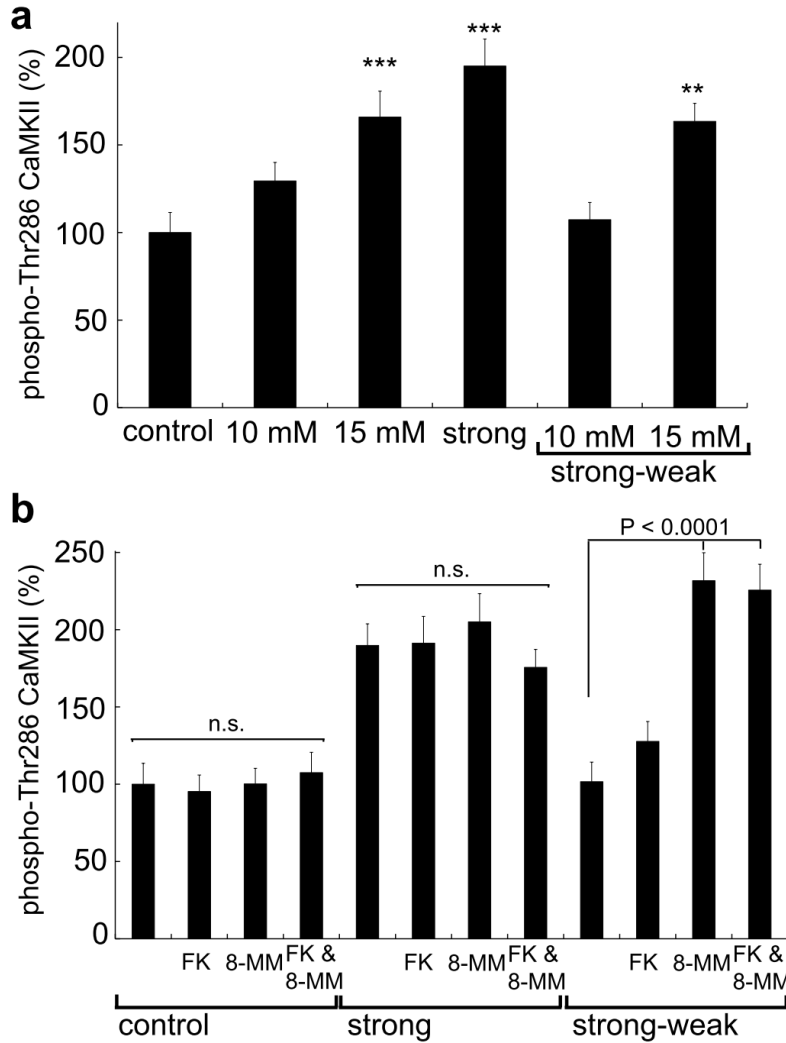 a
phospho-Thr286 CaMKII (%)
200
150
100
50
0
***
***
**
control 10 mM 15 mM strong 10 mM 15 mM
strong-weak
b
phospho-Thr286 CaMKII (%)
250
200
150
100
50
0
n.s.
n.s.
P < 0.0001
FK 8-MM FK & 8-MM FK 8-MM FK & 8-MM FK 8-MM FK & 8-MM
control strong strong-weak